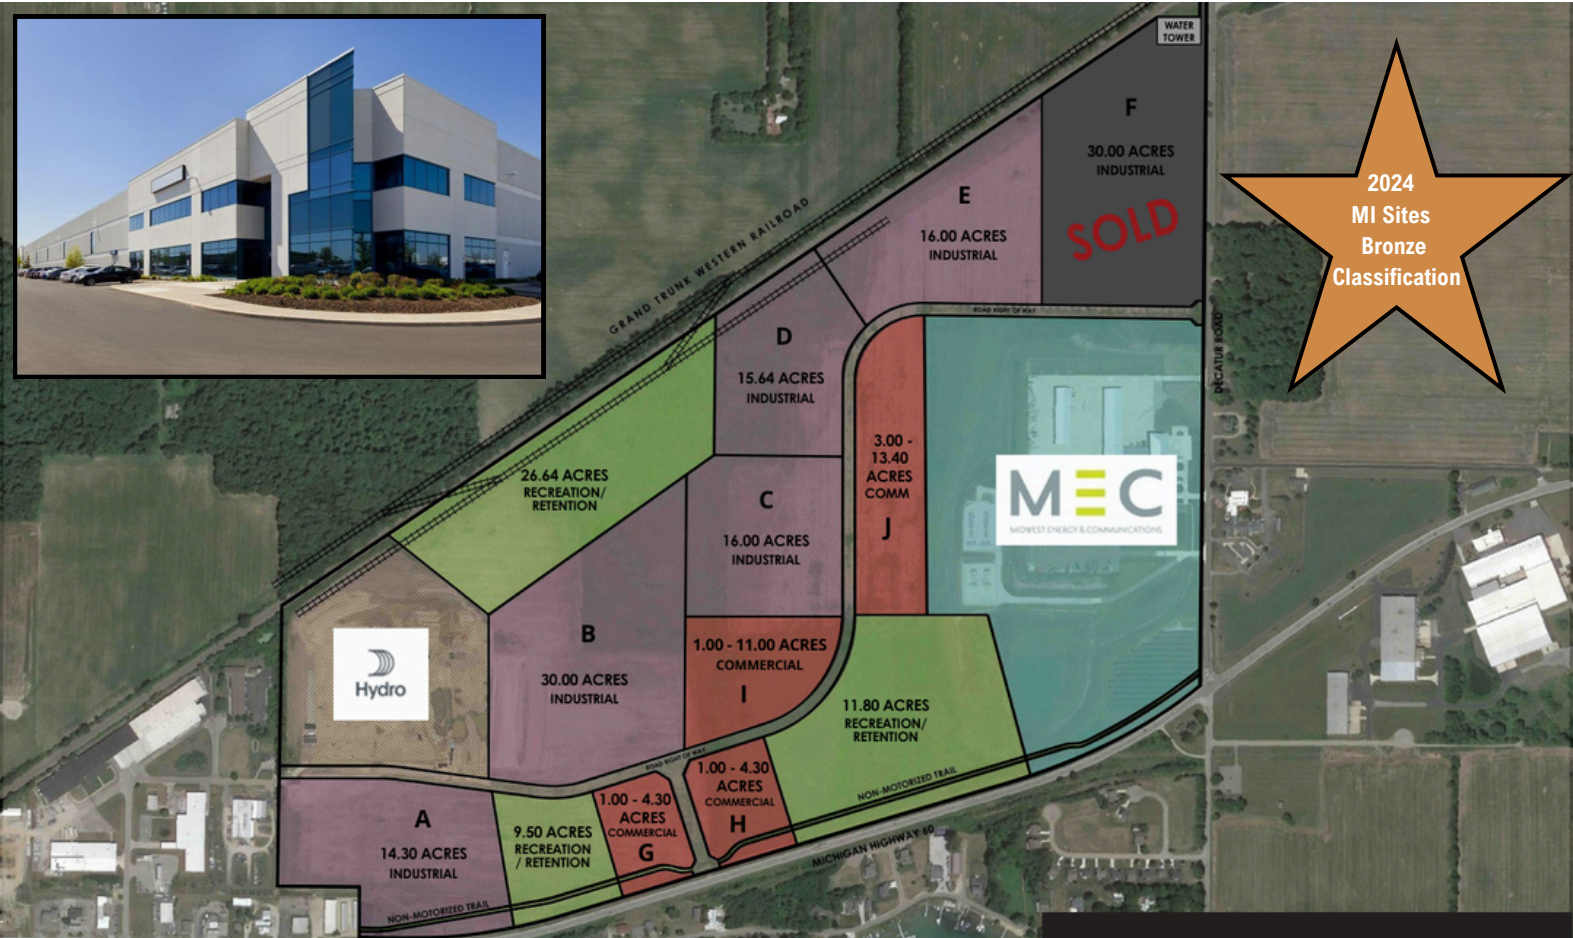 WATER
TOWER
F
30.00 ACRES
INDUSTRIAL
SOLD
2024
MI Sites
Bronze
Classification
E
16.00 ACRES
INDUSTRIAL
GRAND TRUNK WESTERN RAILROAD
ROAD RIGHT OF WAY
DECATUR ROAD
D
15.64 ACRES
INDUSTRIAL
3.00 -
13.40
ACRES
COMM
J
MEC
MIDWEST ENERGY & COMMUNICATIONS
26.64 ACRES
RECREATION/
RETENTION
C
16.00 ACRES
INDUSTRIAL
B
30.00 ACRES
INDUSTRIAL
1.00 - 11.00 ACRES
COMMERCIAL
I
Hydro
11.80 ACRES
RECREATION/
RETENTION
ROAD RIGHT OF WAY
1.00 - 4.30
ACRES
COMMERCIAL
H
1.00 - 4.30
ACRES
COMMERCIAL
G
A
14.30 ACRES
INDUSTRIAL
9.50 ACRES
RECREATION
/ RETENTION
NON-MOTORIZED TRAIL
MICHIGAN HIGHWAY 60
NON-MOTORIZED TRAIL